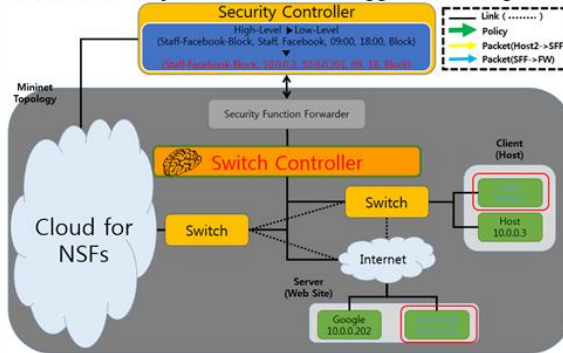 Security Controller
High-Level ▶Low-Level
(Staff-Facebook-Block, Staff, Facebook, 09:00, 18:00, Block)
(Staff-Facebook-Block, 10.0.0.2, 10.0.0.201, 09, 18, Block)
Link
Policy
Packet(Host2->SFF
Packet(SFF->FW)
Mininet
Topology
Security Function Forwarder
Switch Controller
Client
(Host)
Switch
Host
10.0.0.3
Cloud for
NSFs
Switch
Internet
Server
(Web Site)
Google
10.0.0.202